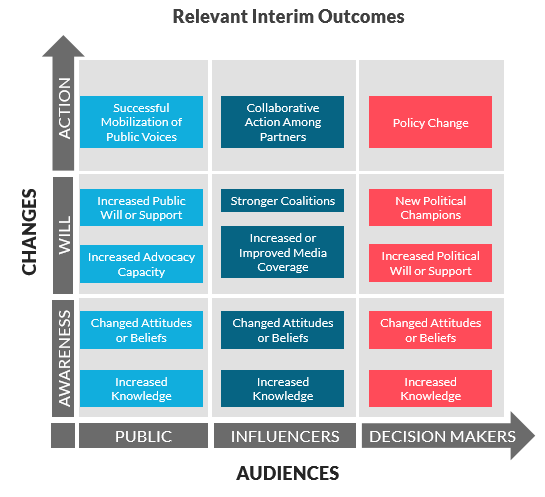 Relevant Interim Outcomes
CHANGES
ACTION
Successful
Mobilization of
Public Voices
Collaborative
Action Among
Partners
Policy Change
WILL
Increased Public
Will or Support
Stronger Coalitions
New Political
Champions
Increased Advocacy
Capacity
Increased or
Improved Media
Coverage
Increased Political
Will or Support
AWARENESS
Changed Attitudes
or Beliefs
Changed Attitudes
or Beliefs
Changed Attitudes
or Beliefs
Increased
Knowledge
Increased
Knowledge
Increased
Knowledge
PUBLIC
INFLUENCERS
DECISION MAKERS
AUDIENCES